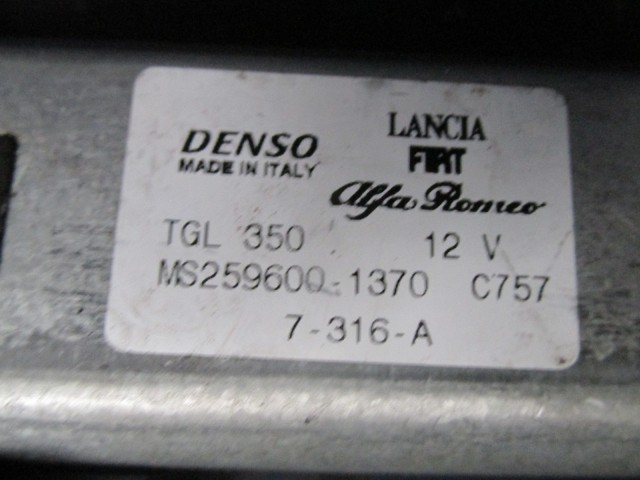 DENSO
MADE IN ITALY
LANCIA
FIAT
Alfa Romeo
TGL 350 12 V
MS259600-1370 C757
7-316-A